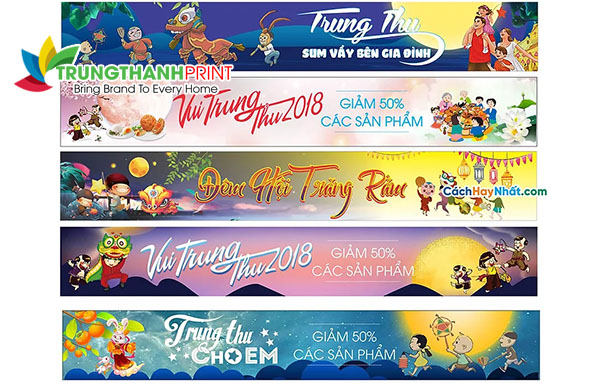 Trung Thu
SUM VẦY BÊN GIA ĐÌNH
TRUNGTHANHPRINT
Bring Brand To Every Home
Vui Trung Thu 2018
GIẢM 50%
CÁC SẢN PHẨM
Đêm Hội Trăng Rằm
CáchHayNhất.com
Vui Trung Thu 2018
GIẢM 50%
CÁC SẢN PHẨM
Trung thu
CHO EM
GIẢM 50%
CÁC SẢN PHẨM